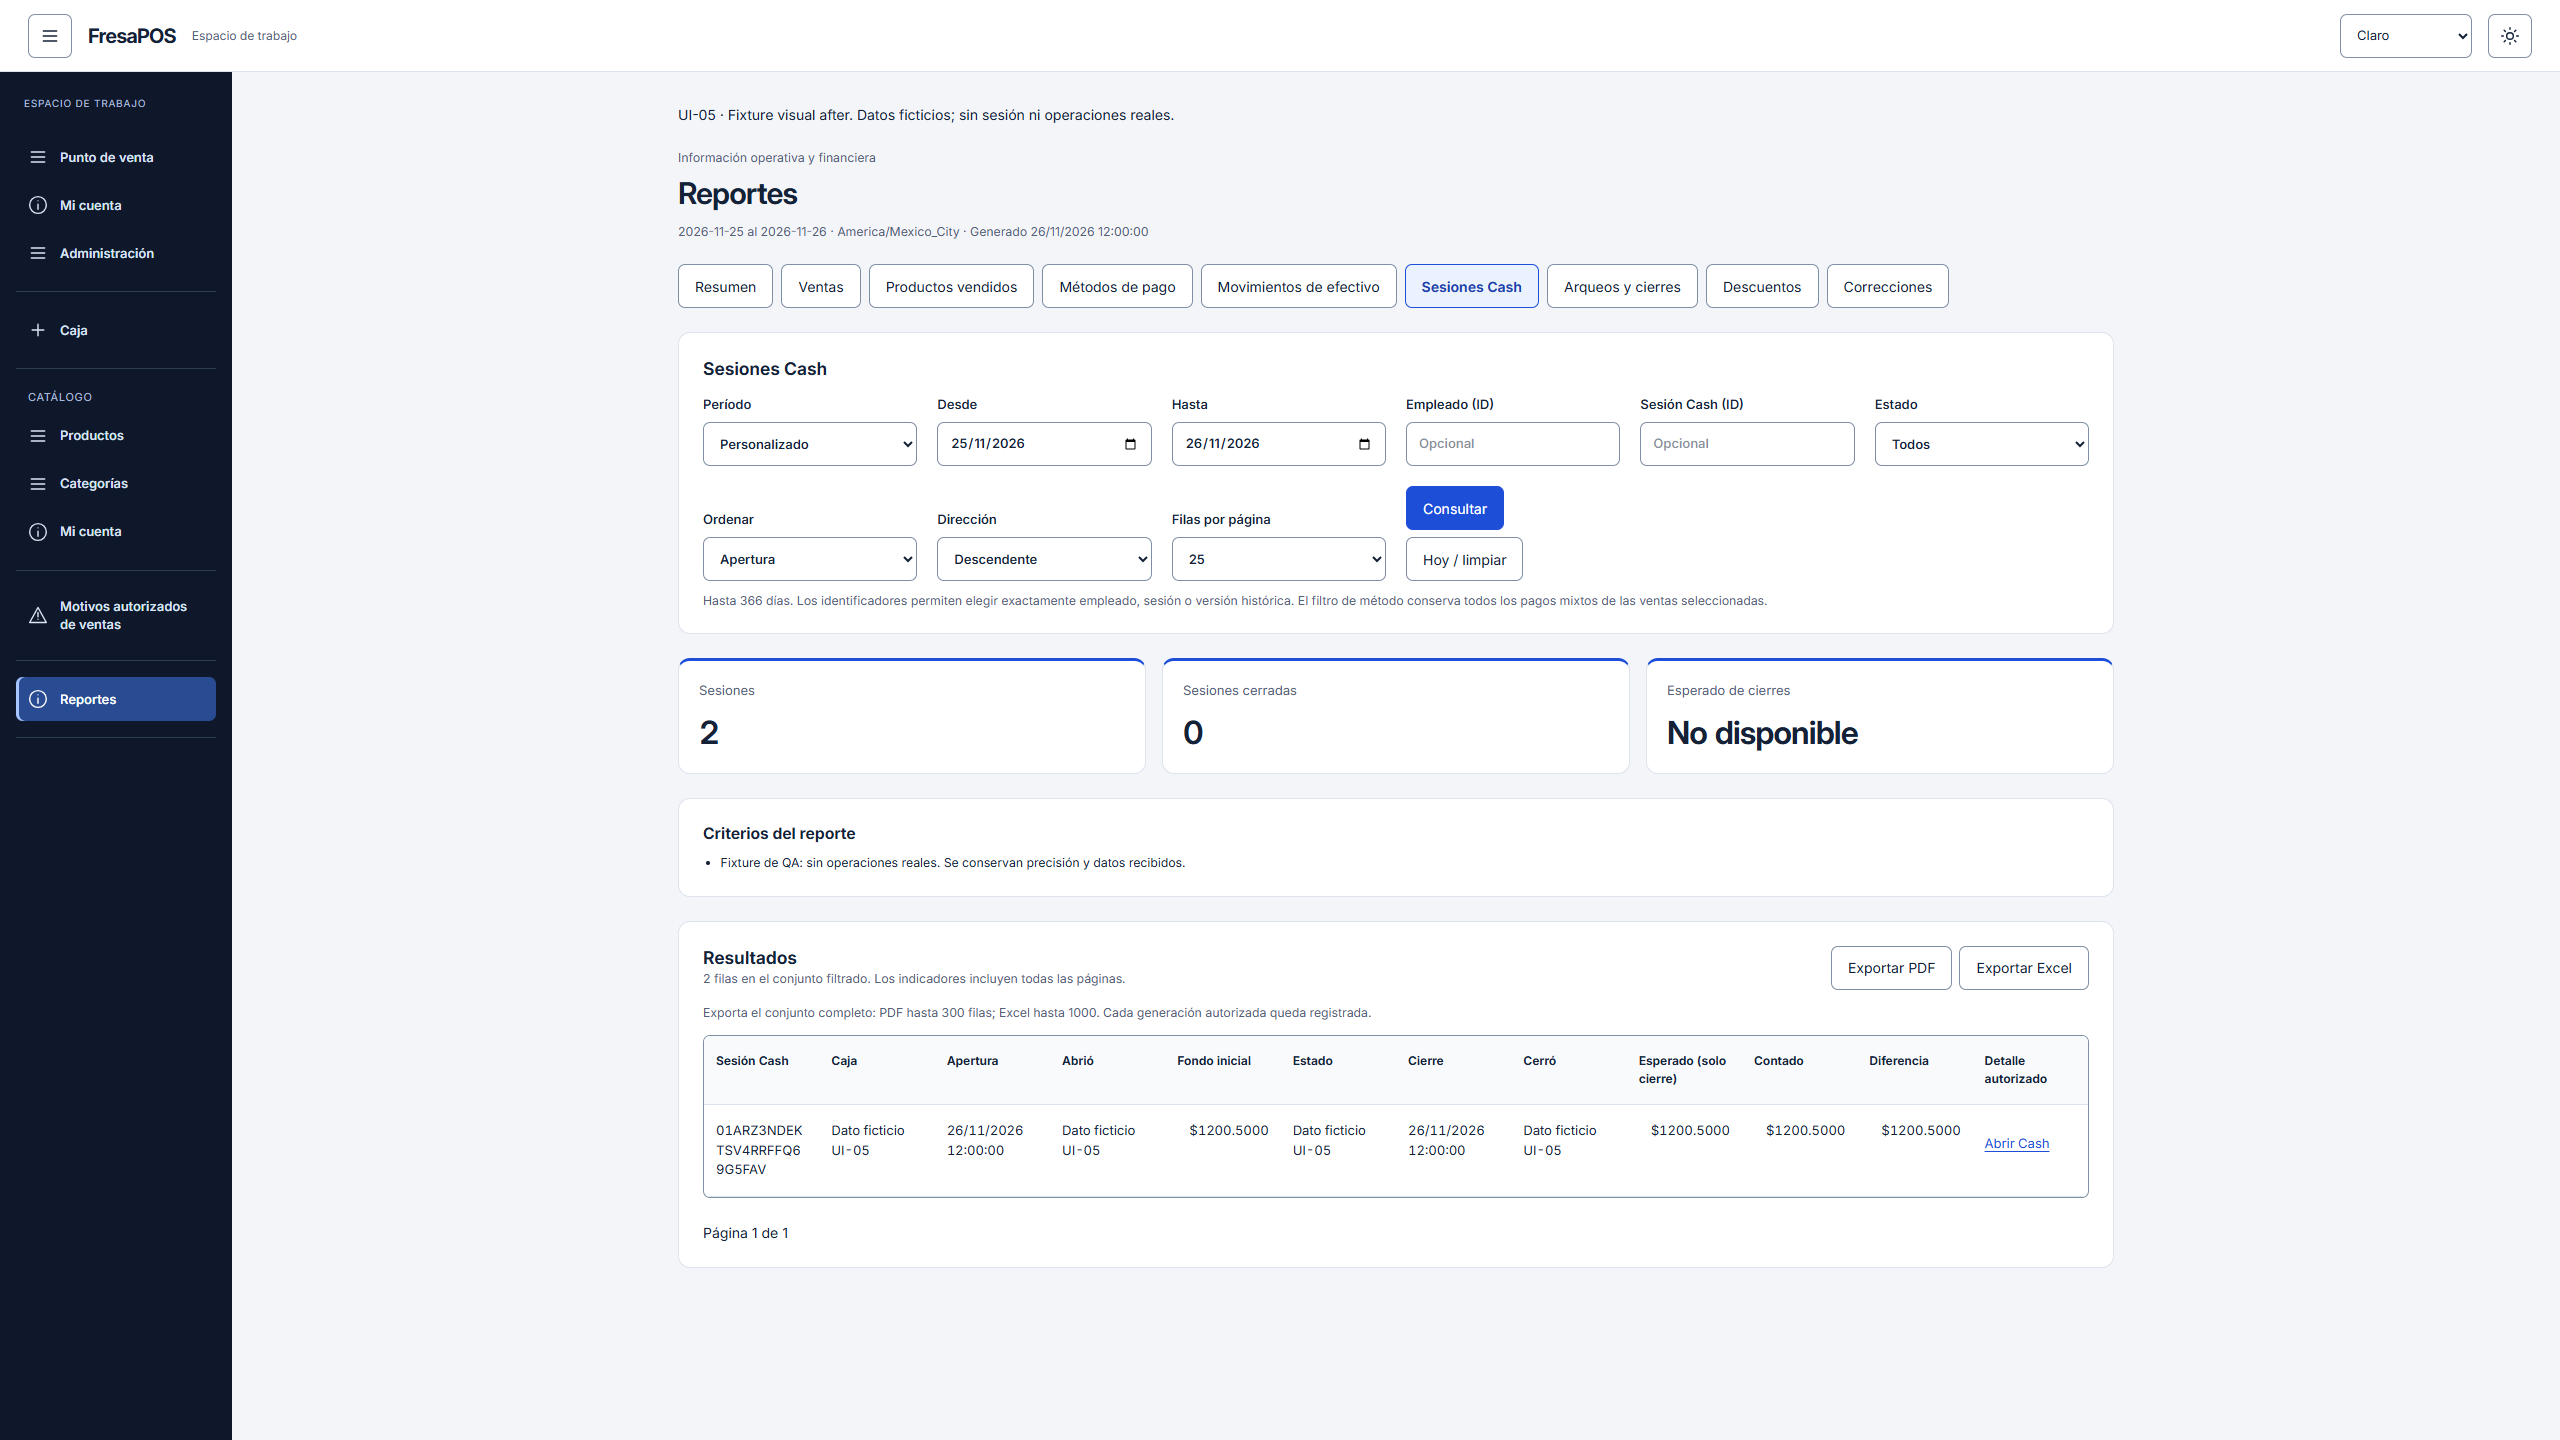 FresaPOS Espacio de trabajo
Claro
ESPACIO DE TRABAJO
Punto de venta
Mi cuenta
Administración
Caja
CATÁLOGO
Productos
Categorías
Mi cuenta
Motivos autorizados
de ventas
Reportes
UI-05 · Fixture visual after. Datos ficticios; sin sesión ni operaciones reales.
Información operativa y financiera
Reportes
2026-11-25 al 2026-11-26 · America/Mexico_City · Generado 26/11/2026 12:00:00
Resumen Ventas Productos vendidos Métodos de pago Movimientos de efectivo Sesiones Cash Arqueos y cierres Descuentos Correcciones
Sesiones Cash
Período Desde Hasta Empleado (ID) Sesión Cash (ID) Estado
Personalizado 25/11/2026 26/11/2026 Opcional Opcional Todos
Consultar
Ordenar Dirección Filas por página
Apertura Descendente 25 Hoy / limpiar
Hasta 366 días. Los identificadores permiten elegir exactamente empleado, sesión o versión histórica. El filtro de método conserva todos los pagos mixtos de las ventas seleccionadas.
Sesiones
2
Sesiones cerradas
0
Esperado de cierres
No disponible
Criterios del reporte
• Fixture de QA: sin operaciones reales. Se conservan precisión y datos recibidos.
Resultados
2 filas en el conjunto filtrado. Los indicadores incluyen todas las páginas.
Exportar PDF Exportar Excel
Exporta el conjunto completo: PDF hasta 300 filas; Excel hasta 1000. Cada generación autorizada queda registrada.
Sesión Cash Caja Apertura Abrió Fondo inicial Estado Cierre Cerró Esperado (solo Contado Diferencia Detalle
cierre) autorizado
01ARZ3NDEK Dato ficticio 26/11/2026 Dato ficticio $1200.5000 Dato ficticio 26/11/2026 Dato ficticio $1200.5000 $1200.5000 $1200.5000 Abrir Cash
TSV4RRFFQ6 UI-05 12:00:00 UI-05 UI-05 12:00:00 UI-05
9G5FAV
Página 1 de 1